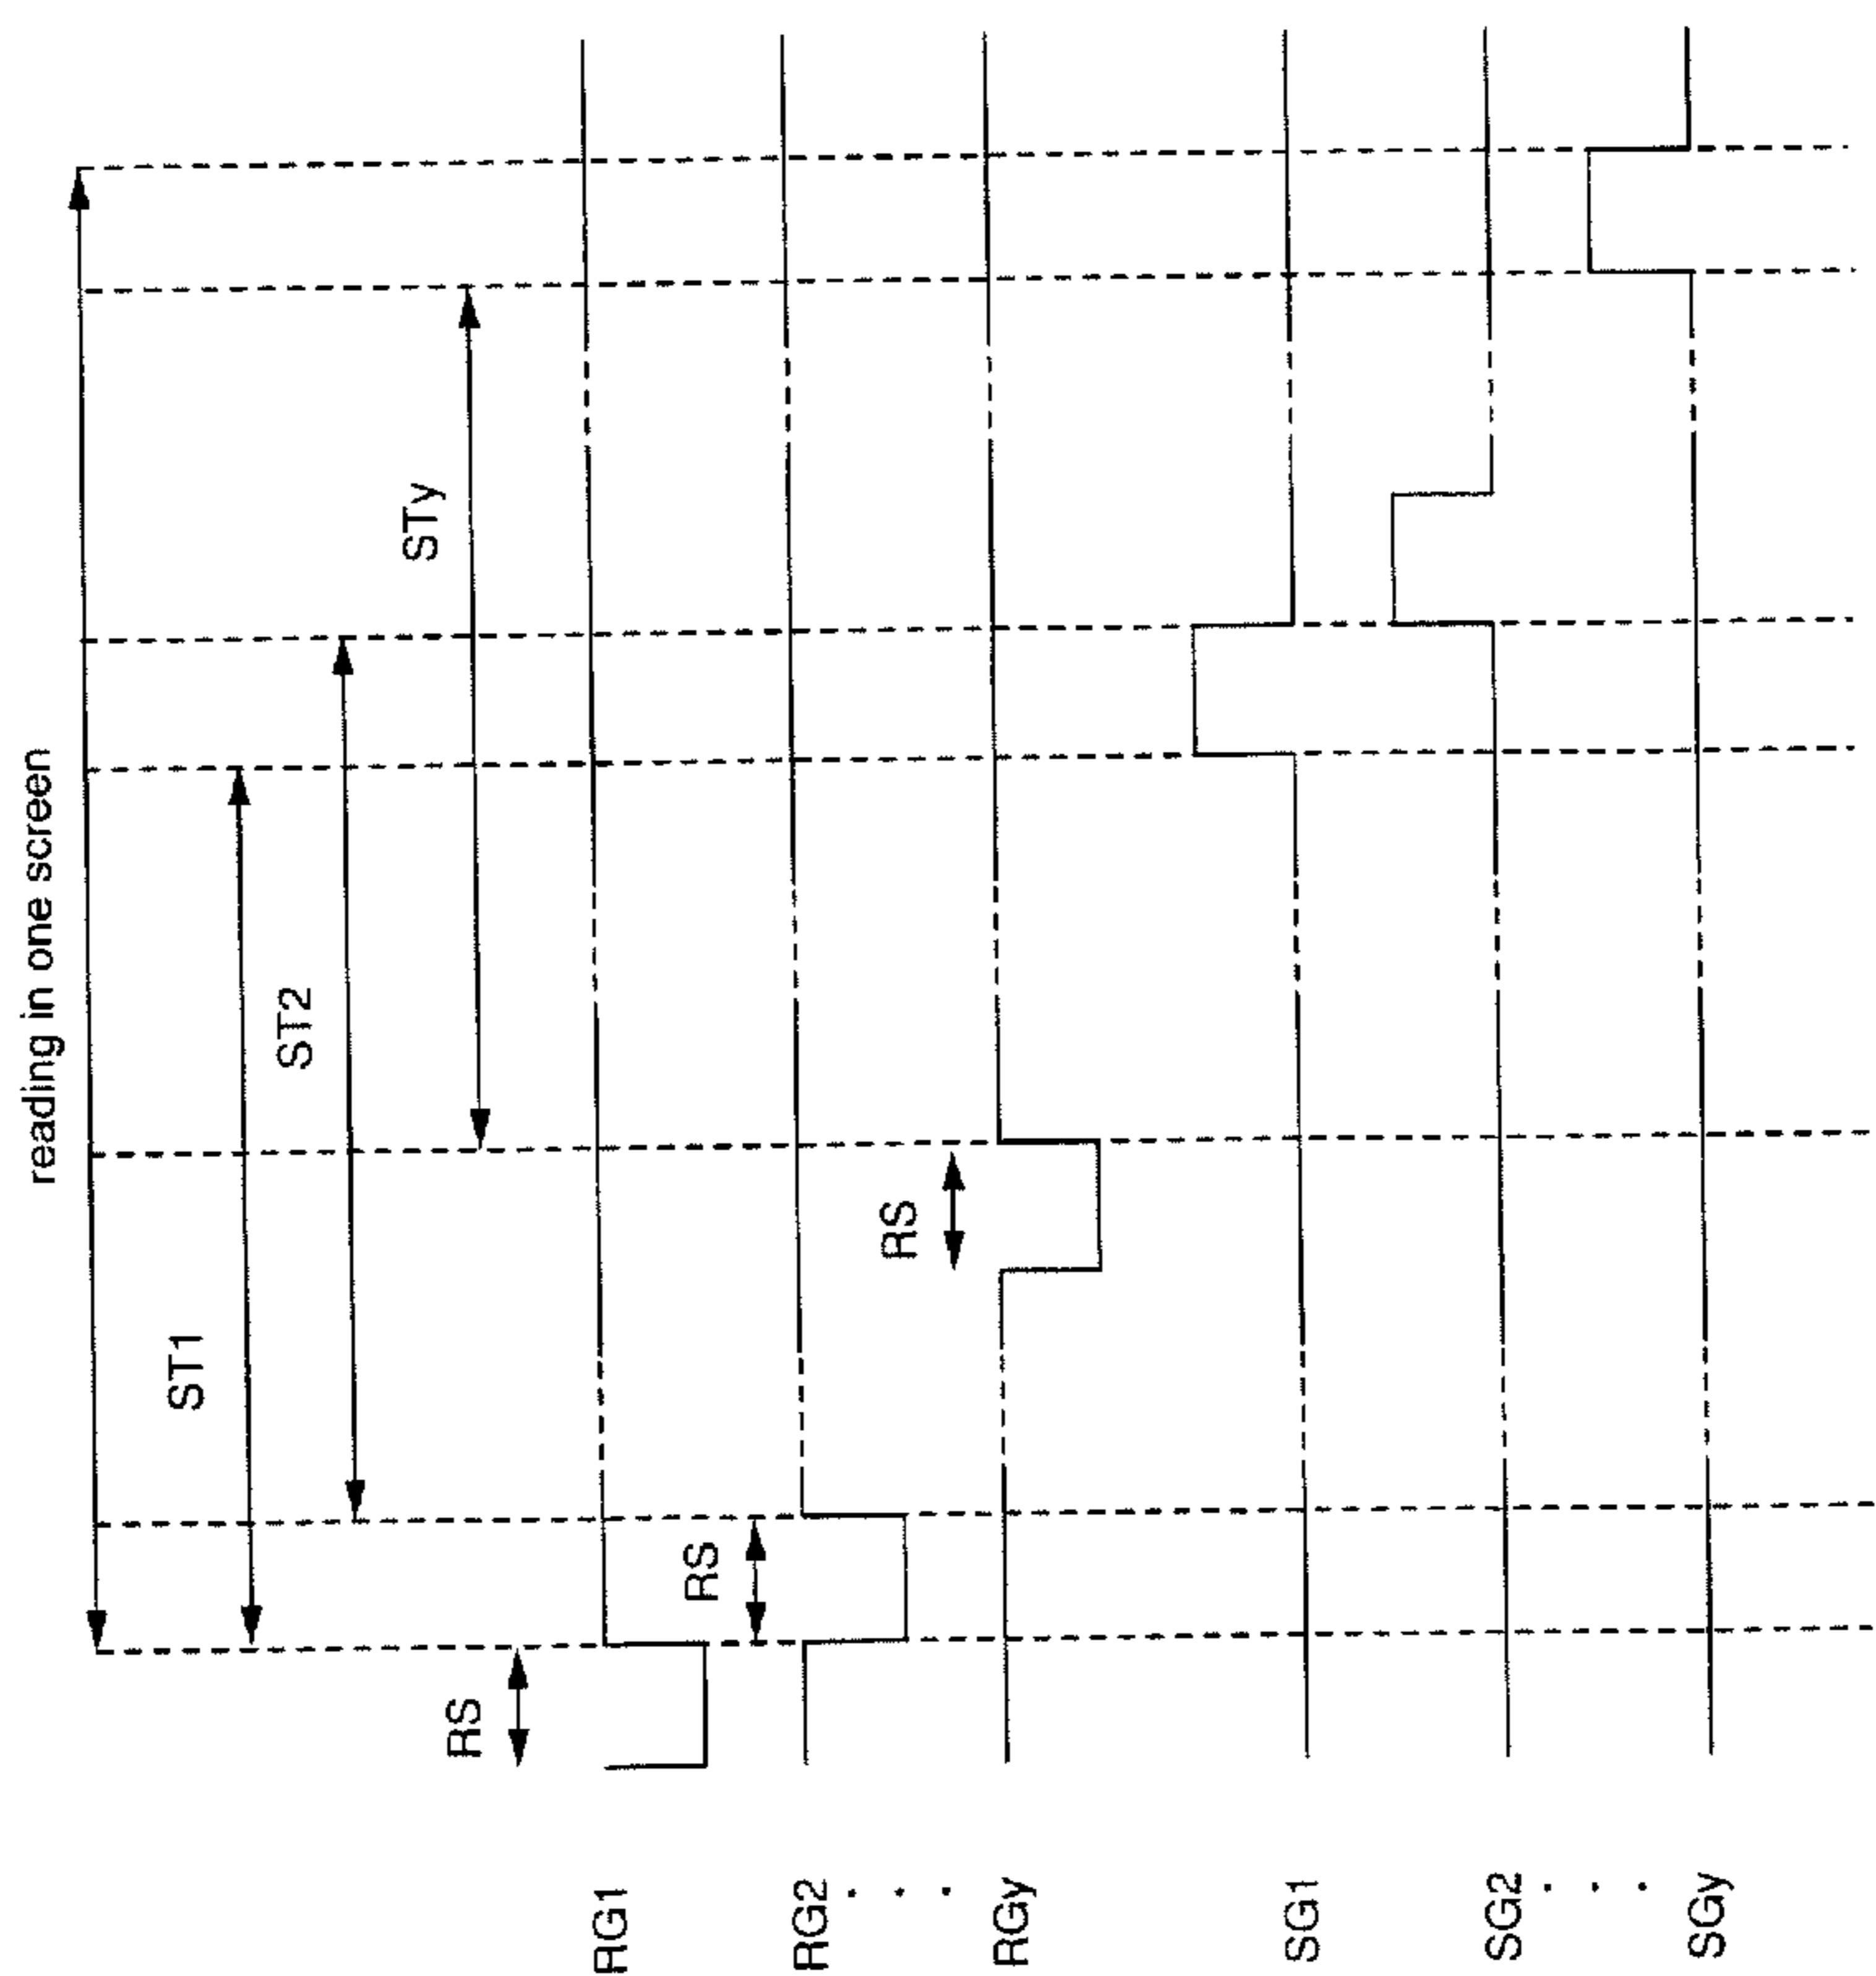 reading in one screen
ST1
ST2
STy
RS
RG1
RS
RG2
RS
RGy
SG1
SG2
SGy